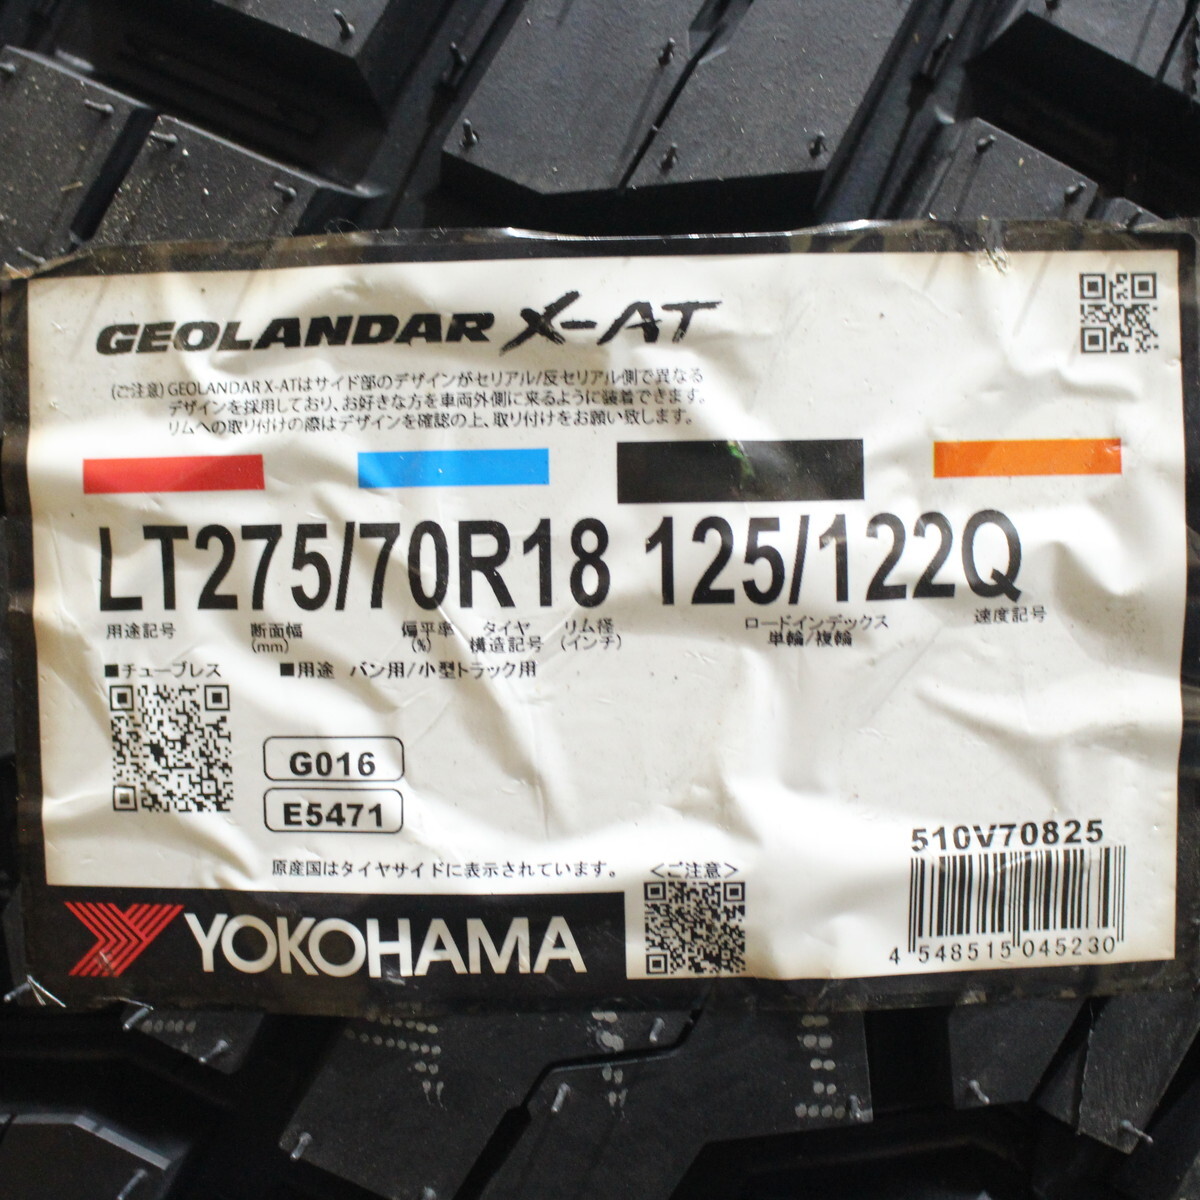 GEOLANDAR X-AT
(ご注意) GEOLANDAR X-ATはサイド部のデザインがセリアル/反セリアル側で異なる
デザインを採用しており、お好きな方を車両外側に来るように装着できます。
リムへの取り付けの際はデザインを確認の上、取り付けをお願い致します。
LT275/70R18 125/122Q
用途記号 断面幅 (mm) 偏平率 (%) タイヤ 構造記号 リム径 (インチ) ロードインデックス 単輪/複輪 速度記号
■チューブレス ■用途 バン用/小型トラック用
G016
E5471
510V70825
原産国はタイヤサイドに表示されています。
<ご注意>
YOKOHAMA
4 548515 045230